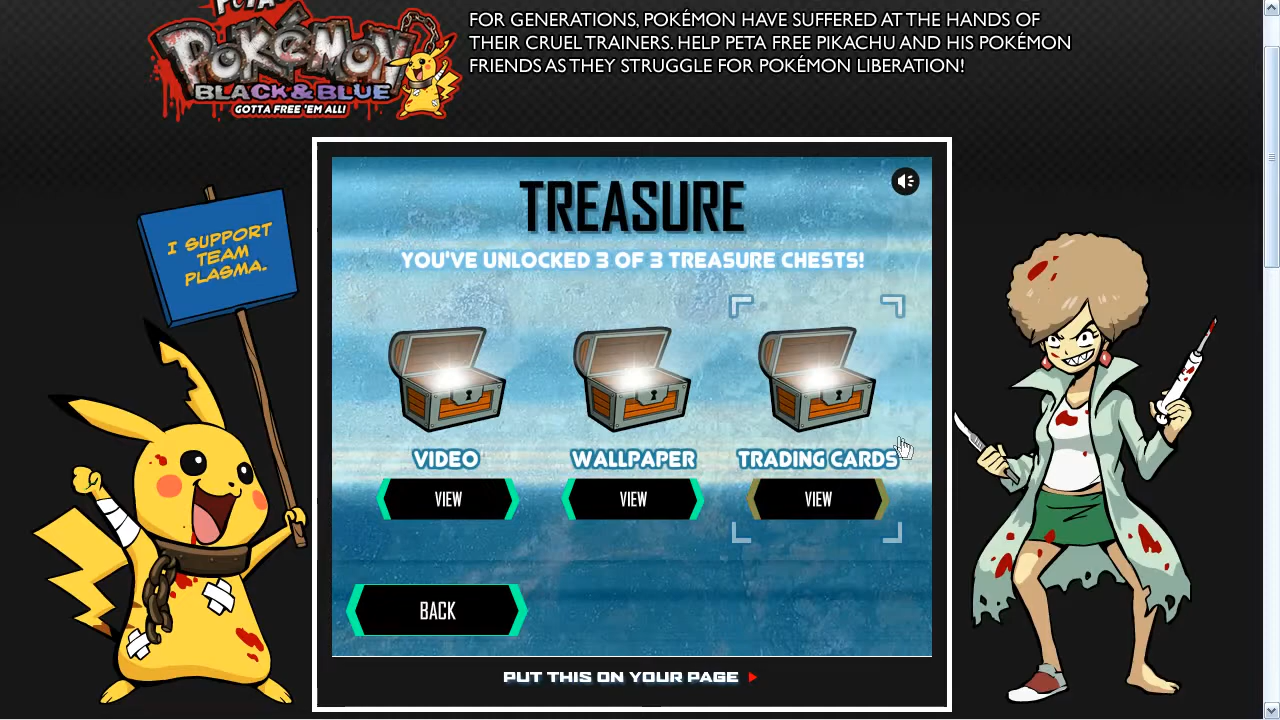 PETA
POKÉMON
BLACK & BLUE
GOTTA FREE 'EM ALL!
FOR GENERATIONS, POKÉMON HAVE SUFFERED AT THE HANDS OF
THEIR CRUEL TRAINERS. HELP PETA FREE PIKACHU AND HIS POKÉMON
FRIENDS AS THEY STRUGGLE FOR POKÉMON LIBERATION!
I SUPPORT
TEAM
PLASMA.
TREASURE
YOU'VE UNLOCKED 3 OF 3 TREASURE CHESTS!
VIDEO
WALLPAPER
TRADING CARDS
VIEW
VIEW
VIEW
BACK
PUT THIS ON YOUR PAGE